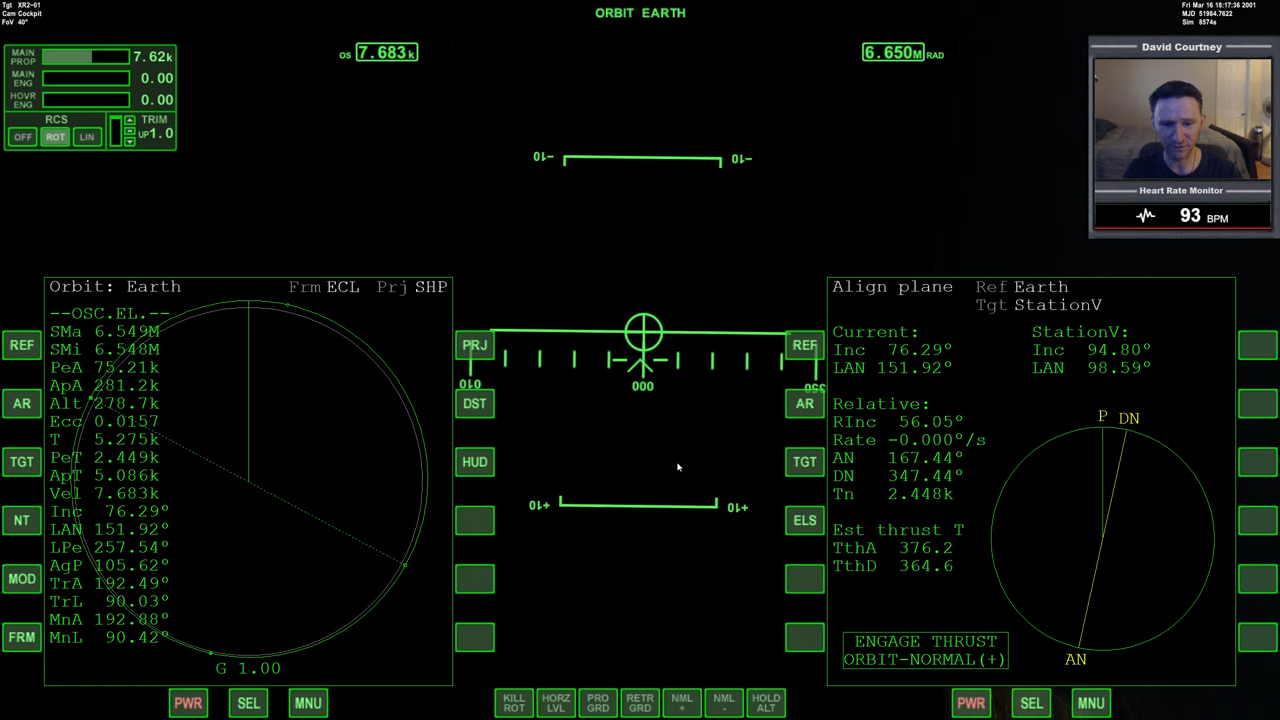 Tgt XR2-01
Cam Cockpit
FoV 40°
ORBIT EARTH
Fri Mar 16 18:17:36 2001
MJD 51984.7622
Sim 8574s
MAIN PROP 7.62k
MAIN ENG 0.00
HOVR ENG 0.00
RCS TRIM
OFF ROT LIN UP 1.0
OS 7.683k
6.650M RAD
David Courtney
Heart Rate Monitor
93 BPM
-10 -10
010 000 350
+10 +10
Orbit: Earth Frm ECL Prj SHP
--OSC.EL.--
SMa 6.549M
SMi 6.548M
PeA 75.21k
ApA 281.2k
Alt 278.7k
Ecc 0.0157
T 5.275k
PeT 2.449k
ApT 5.086k
Vel 7.683k
Inc 76.29°
LAN 151.92°
LPe 257.54°
AgP 105.62°
TrA 192.49°
TrL 90.03°
MnA 192.88°
MnL 90.42°
G 1.00
REF
AR
TGT
NT
MOD
FRM
PRJ
DST
HUD
PWR SEL MNU
KILL ROT
HORZ LVL
PRO GRD
RETR GRD
NML +
NML -
HOLD ALT
REF
AR
TGT
ELS
Align plane Ref Earth
Tgt StationV
Current: StationV:
Inc 76.29° Inc 94.80°
LAN 151.92° LAN 98.59°
Relative:
RInc 56.05°
Rate -0.000°/s
AN 167.44°
DN 347.44°
Tn 2.448k
Est thrust T
TthA 376.2
TthD 364.6
P DN
AN
ENGAGE THRUST
ORBIT-NORMAL(+)
PWR SEL MNU